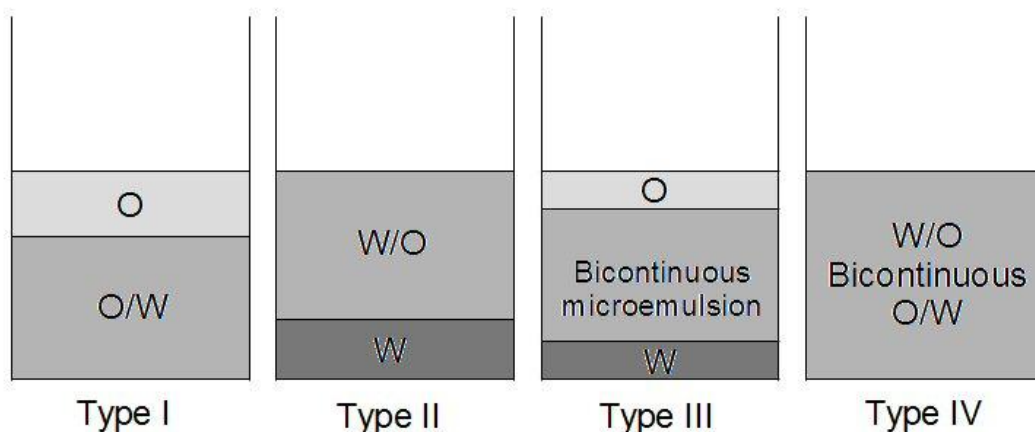 O
O/W
Type I
W/O
W
Type II
O
Bicontinuous
microemulsion
W
Type III
W/O
Bicontinuous
O/W
Type IV